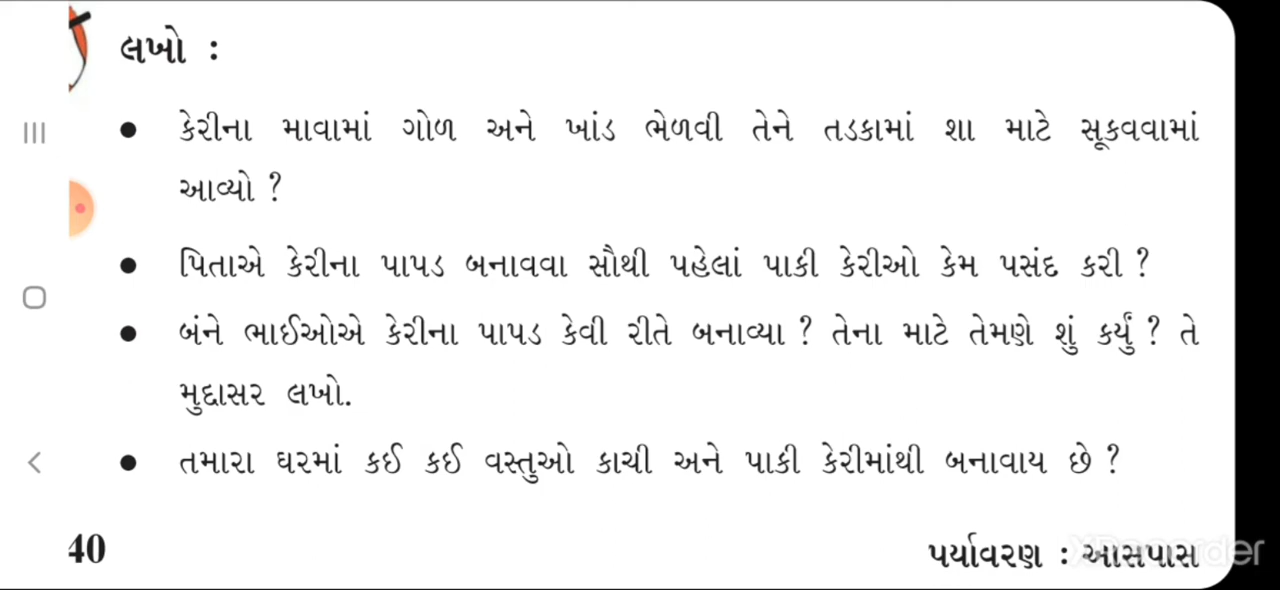 લખો :
● કેરીના માવામાં ગોળ અને ખાંડ ભેળવી તેને તડકામાં શા માટે સૂકવવામાં
આવ્યો ?
● પિતાએ કેરીના પાપડ બનાવવા સૌથી પહેલાં પાકી કેરીઓ કેમ પસંદ કરી ?
● બંને ભાઈઓએ કેરીના પાપડ કેવી રીતે બનાવ્યા ? તેના માટે તેમણે શું કર્યું ? તે
મુદ્દાસર લખો.
● તમારા ઘરમાં કઈ કઈ વસ્તુઓ કાચી અને પાકી કેરીમાંથી બનાવાય છે ?
40 પર્યાવરણ : આસપાસ
XRecorder